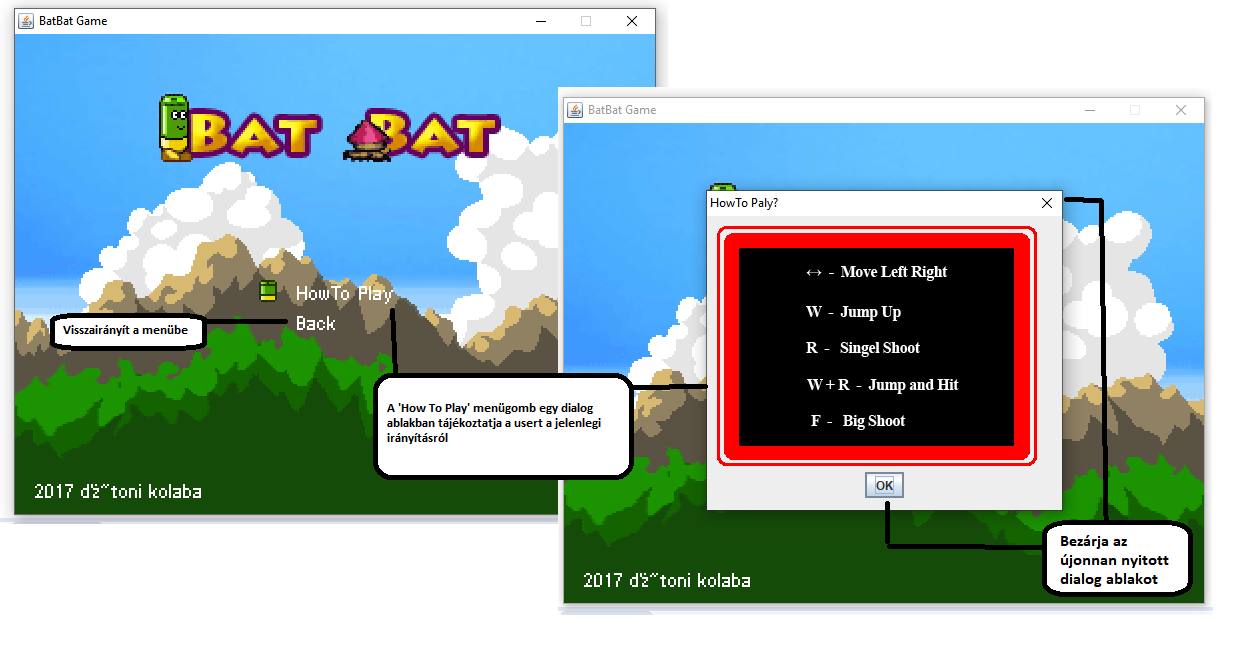 BatBat Game
BAT BAT
HowTo Play
Back
Visszairányít a menübe
2017 ďž˝toni kolaba
A 'How To Play' menügomb egy dialog
ablakban tájékoztatja a usert a jelenlegi
irányításról
BatBat Game
HowTo Paly?
↔ - Move Left Right
W - Jump Up
R - Singel Shoot
W + R - Jump and Hit
F - Big Shoot
OK
2017 ďž˝toni kolaba
Bezárja az
újonnan nyitott
dialog ablakot